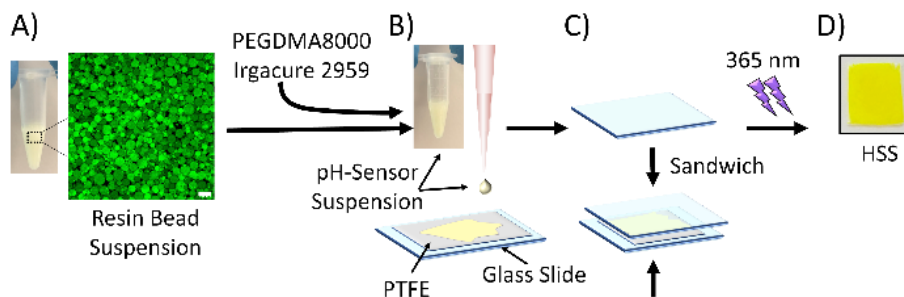 A)
B)
C)
D)
PEGDMA8000
Irgacure 2959
365 nm
HSS
Sandwich
pH-Sensor
Suspension
Resin Bead
Suspension
PTFE
Glass Slide